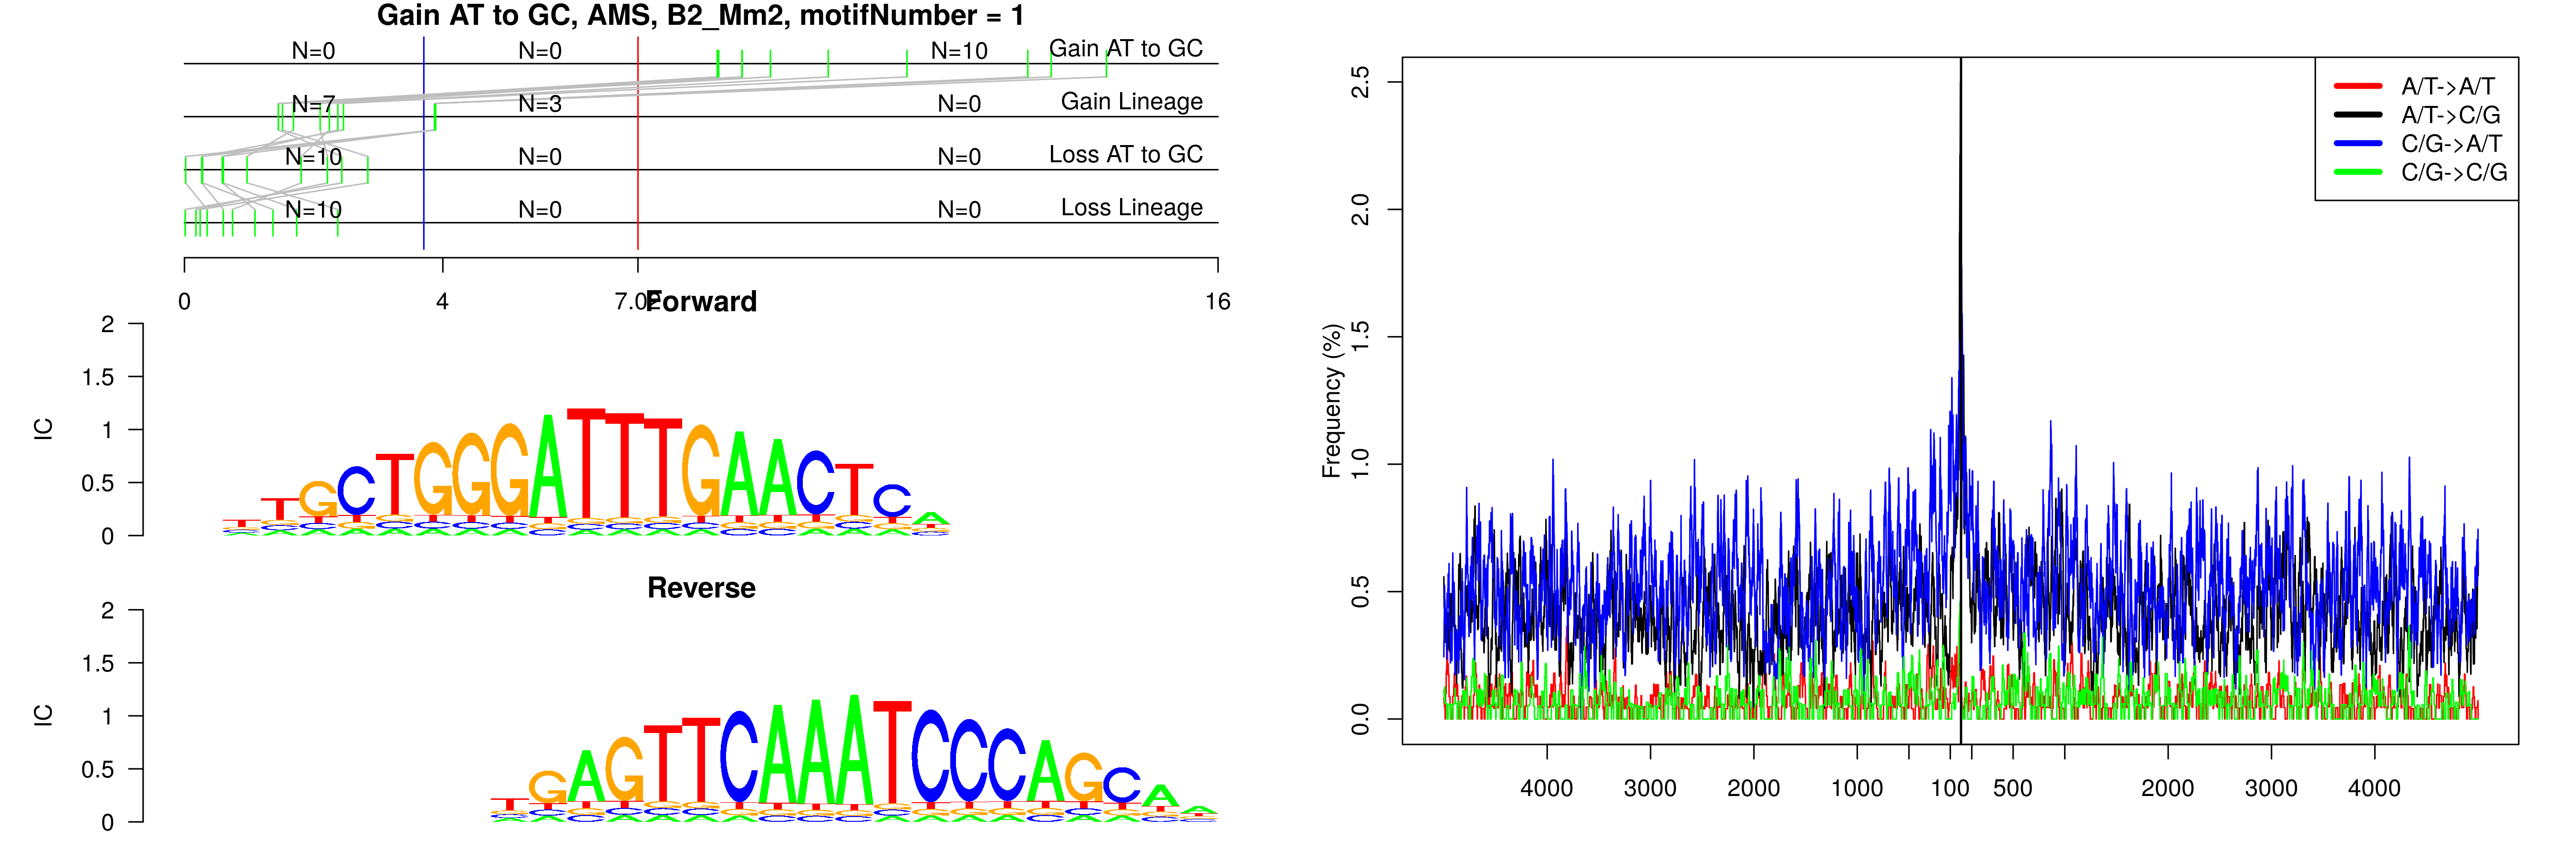 Gain AT to GC, AMS, B2_Mm2, motifNumber = 1
N=0 N=0 N=10 Gain AT to GC
N=7 N=3 N=0 Gain Lineage
N=10 N=0 N=0 Loss AT to GC
N=10 N=0 N=0 Loss Lineage
0 4 7.02 16
Forward
IC
2
1.5
1
0.5
0
TTGCTGGGATTTGAACTCA
Reverse
IC
2
1.5
1
0.5
0
TGAGTTCAAATCCCAGCAA
Frequency (%)
2.5
2.0
1.5
1.0
0.5
0.0
A/T->A/T
A/T->C/G
C/G->A/T
C/G->C/G
4000 3000 2000 1000 100 500 2000 3000 4000